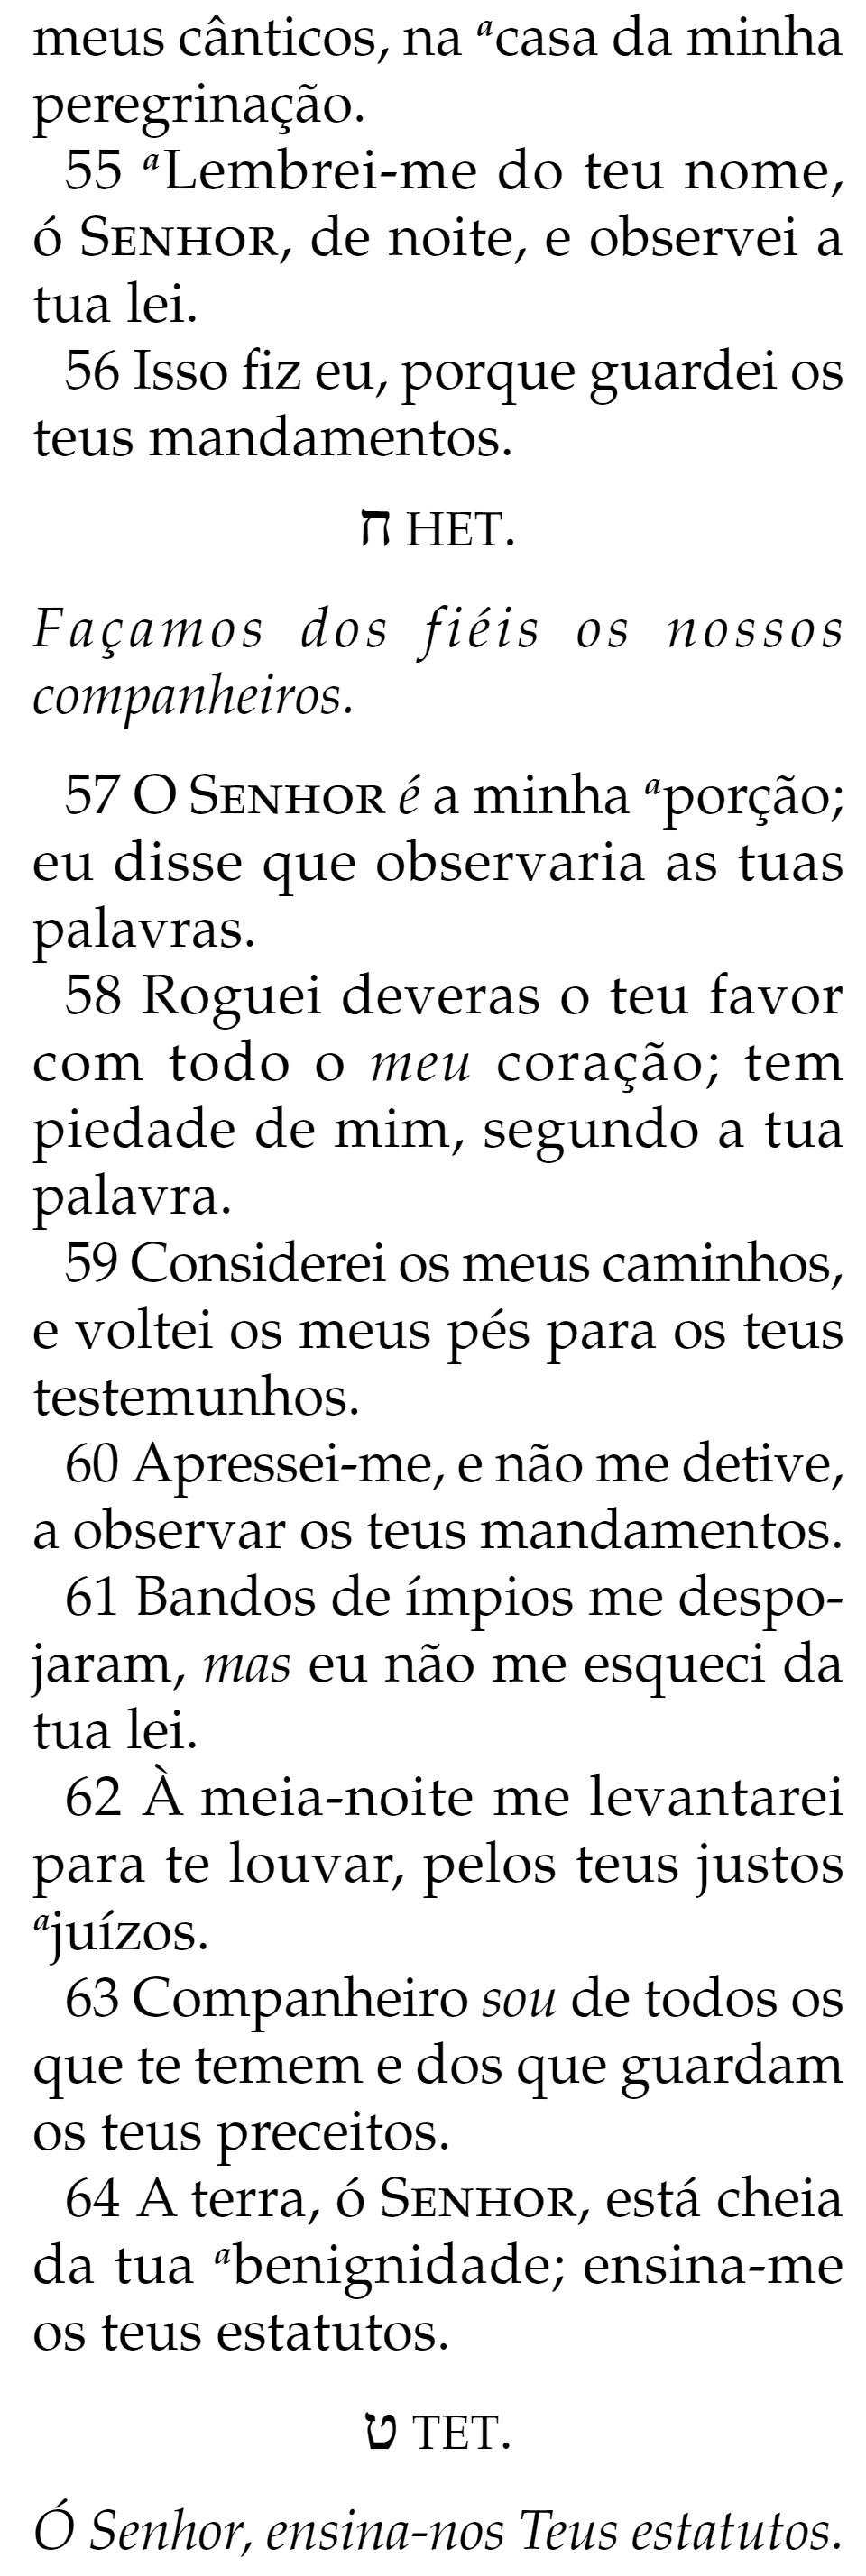 meus cânticos, na ᵃcasa da minha
peregrinação.
55 ᵃLembrei-me do teu nome,
ó SENHOR, de noite, e observei a
tua lei.
56 Isso fiz eu, porque guardei os
teus mandamentos.
ח HET.
Façamos dos fiéis os nossos
companheiros.
57 O SENHOR é a minha ᵃporção;
eu disse que observaria as tuas
palavras.
58 Roguei deveras o teu favor
com todo o meu coração; tem
piedade de mim, segundo a tua
palavra.
59 Considerei os meus caminhos,
e voltei os meus pés para os teus
testemunhos.
60 Apressei-me, e não me detive,
a observar os teus mandamentos.
61 Bandos de ímpios me despo-
jaram, mas eu não me esqueci da
tua lei.
62 À meia-noite me levantarei
para te louvar, pelos teus justos
ᵃjuízos.
63 Companheiro sou de todos os
que te temem e dos que guardam
os teus preceitos.
64 A terra, ó SENHOR, está cheia
da tua ᵃbenignidade; ensina-me
os teus estatutos.
ט TET.
Ó Senhor, ensina-nos Teus estatutos.